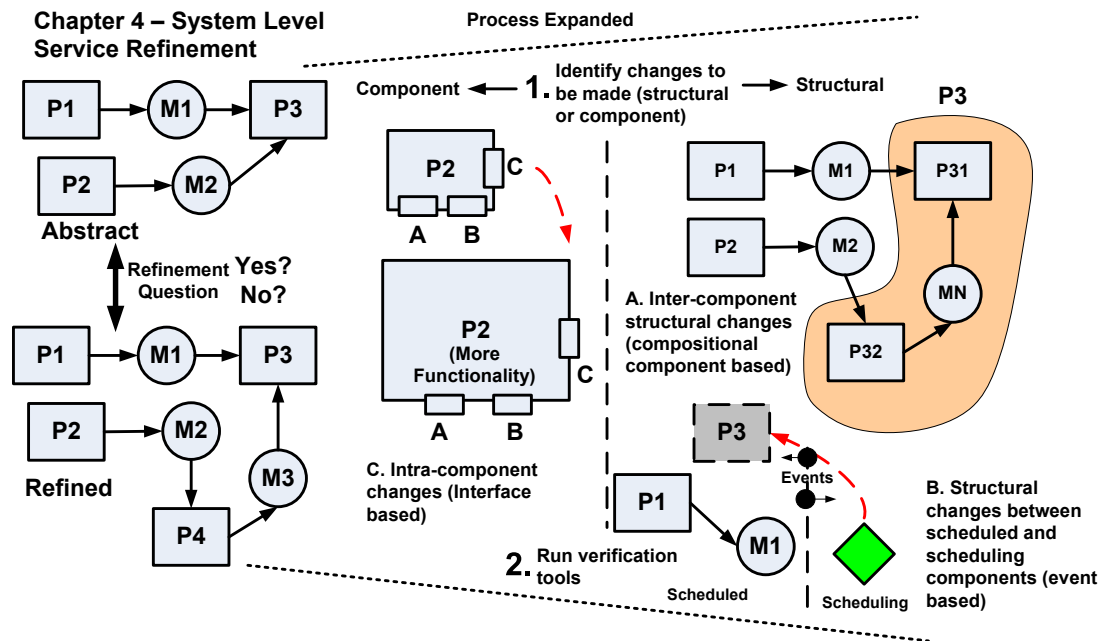 Chapter 4 – System Level
Service Refinement
P1
M1
P3
P2
M2
Abstract
Refinement
Question
Yes?
No?
P1
M1
P3
P2
M2
M3
Refined
P4
Process Expanded
Component
1.
Identify changes to
be made (structural
or component)
Structural
P2
C
A
B
P2
(More
Functionality)
C
A
B
C. Intra-component
changes (Interface
based)
P3
P1
M1
P31
P2
M2
MN
P32
A. Inter-component
structural changes
(compositional
component based)
P3
Events
P1
M1
Scheduled
Scheduling
B. Structural
changes between
scheduled and
scheduling
components (event
based)
2.
Run verification
tools